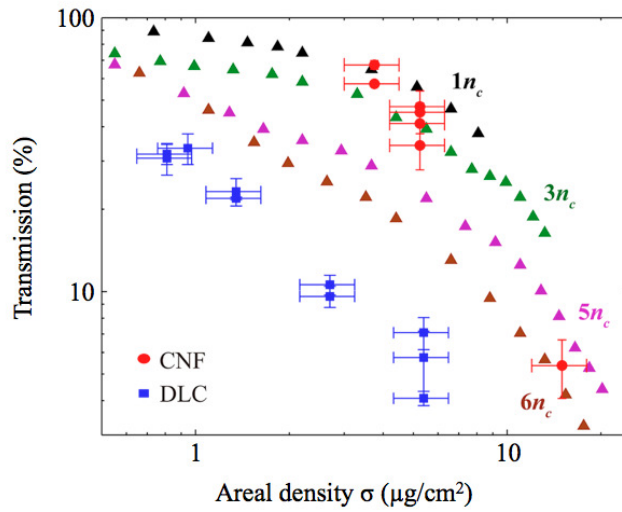 100
10
Transmission (%)
1n_c
3n_c
5n_c
6n_c
CNF
DLC
1
10
Areal density σ (µg/cm²)